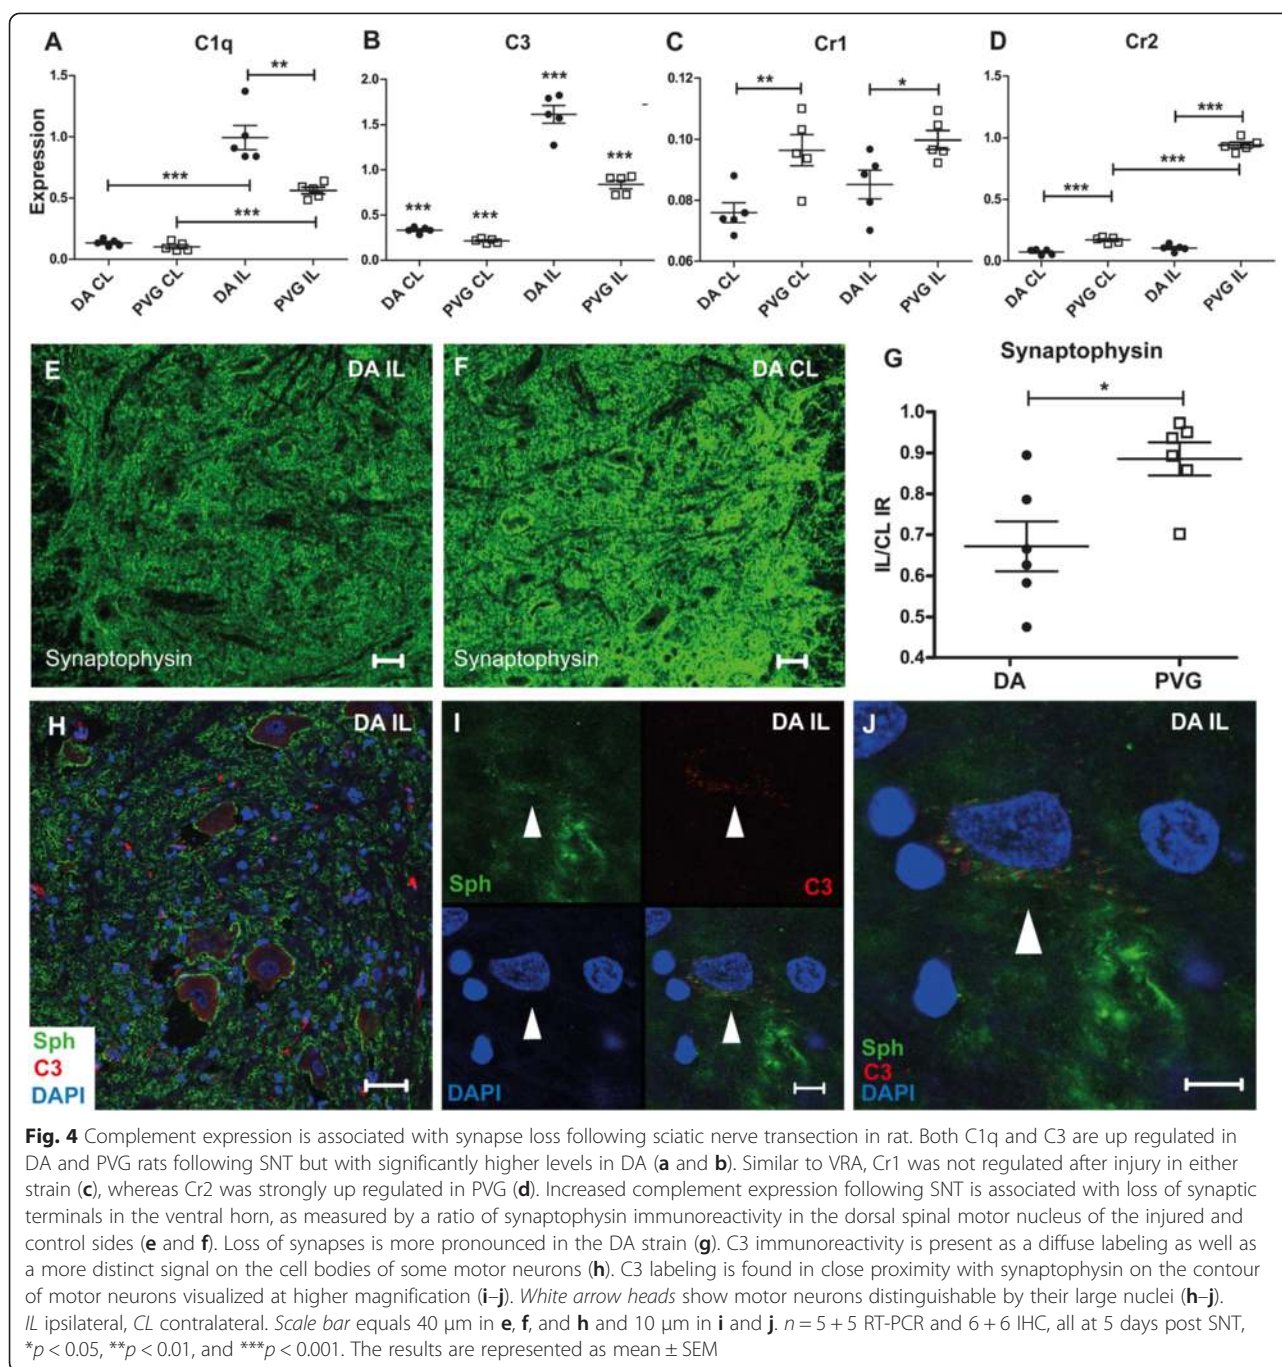 A C1q
**
1.5
1.0
0.5
0.0
Expression
***
***
DA CL PVG CL DA IL PVG IL
B C3
2.0
1.5
1.0
0.5
0.0
***
***
***
***
DA CL PVG CL DA IL PVG IL
C Cr1
0.12
0.10
0.08
0.06
**
*
DA CL PVG CL DA IL PVG IL
D Cr2
1.5
1.0
0.5
0.0
***
***
***
DA CL PVG CL DA IL PVG IL
E DA IL
Synaptophysin
F DA CL
Synaptophysin
G Synaptophysin
*
1.0
0.9
0.8
0.7
0.6
0.5
0.4
IL/CL IR
DA PVG
H DA IL
Sph
C3
DAPI
I DA IL
Sph C3
DAPI
J DA IL
Sph
C3
DAPI
Fig. 4 Complement expression is associated with synapse loss following sciatic nerve transection in rat. Both C1q and C3 are up regulated in
DA and PVG rats following SNT but with significantly higher levels in DA (a and b). Similar to VRA, Cr1 was not regulated after injury in either
strain (c), whereas Cr2 was strongly up regulated in PVG (d). Increased complement expression following SNT is associated with loss of synaptic
terminals in the ventral horn, as measured by a ratio of synaptophysin immunoreactivity in the dorsal spinal motor nucleus of the injured and
control sides (e and f). Loss of synapses is more pronounced in the DA strain (g). C3 immunoreactivity is present as a diffuse labeling as well as
a more distinct signal on the cell bodies of some motor neurons (h). C3 labeling is found in close proximity with synaptophysin on the contour
of motor neurons visualized at higher magnification (i–j). White arrow heads show motor neurons distinguishable by their large nuclei (h–j).
IL ipsilateral, CL contralateral. Scale bar equals 40 μm in e, f, and h and 10 μm in i and j. n = 5 + 5 RT-PCR and 6 + 6 IHC, all at 5 days post SNT,
*p < 0.05, **p < 0.01, and ***p < 0.001. The results are represented as mean ± SEM